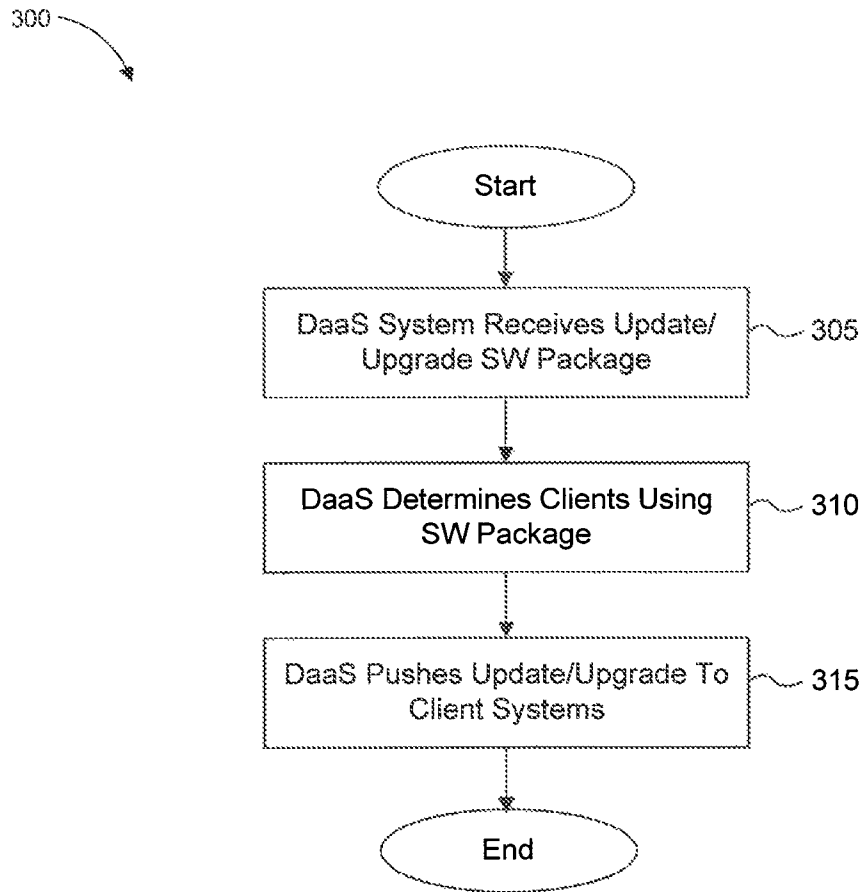 300
Start
DaaS System Receives Update/
Upgrade SW Package
305
DaaS Determines Clients Using
SW Package
310
DaaS Pushes Update/Upgrade To
Client Systems
315
End